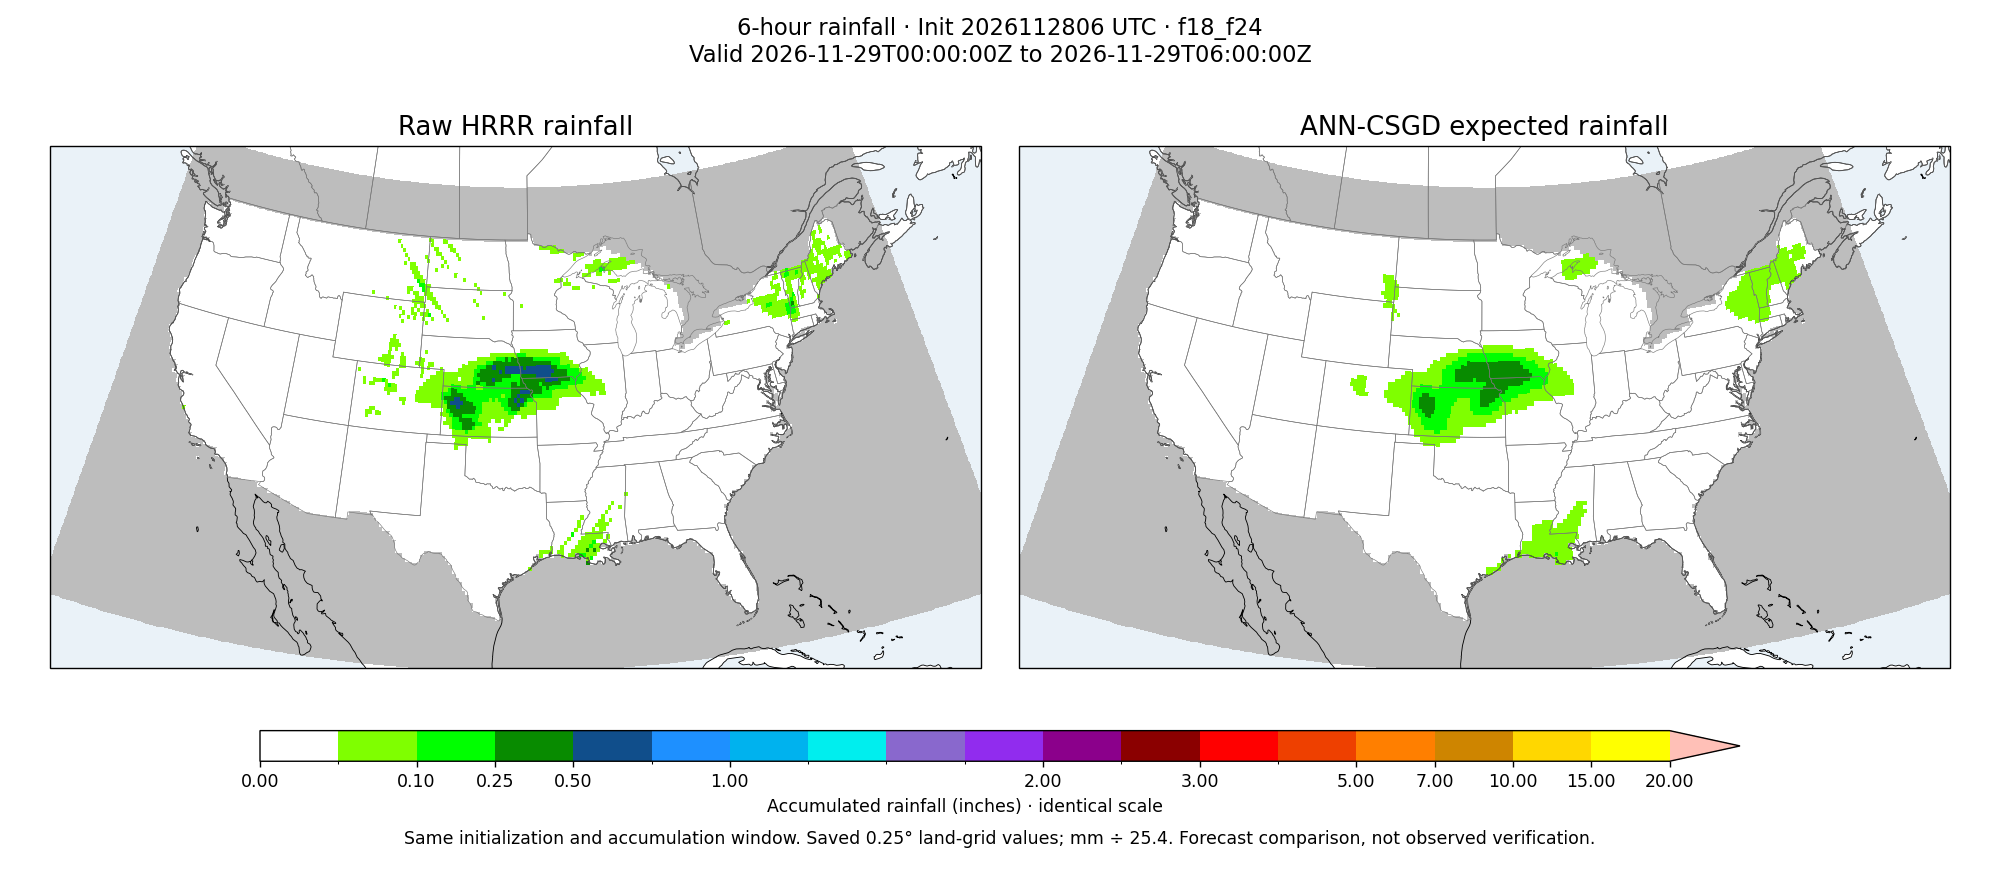 6-hour rainfall · Init 2026112806 UTC · f18_f24
Valid 2026-11-29T00:00:00Z to 2026-11-29T06:00:00Z
Raw HRRR rainfall
ANN-CSGD expected rainfall
0.00 0.10 0.25 0.50 1.00 2.00 3.00 5.00 7.00 10.00 15.00 20.00
Accumulated rainfall (inches) · identical scale
Same initialization and accumulation window. Saved 0.25° land-grid values; mm ÷ 25.4. Forecast comparison, not observed verification.